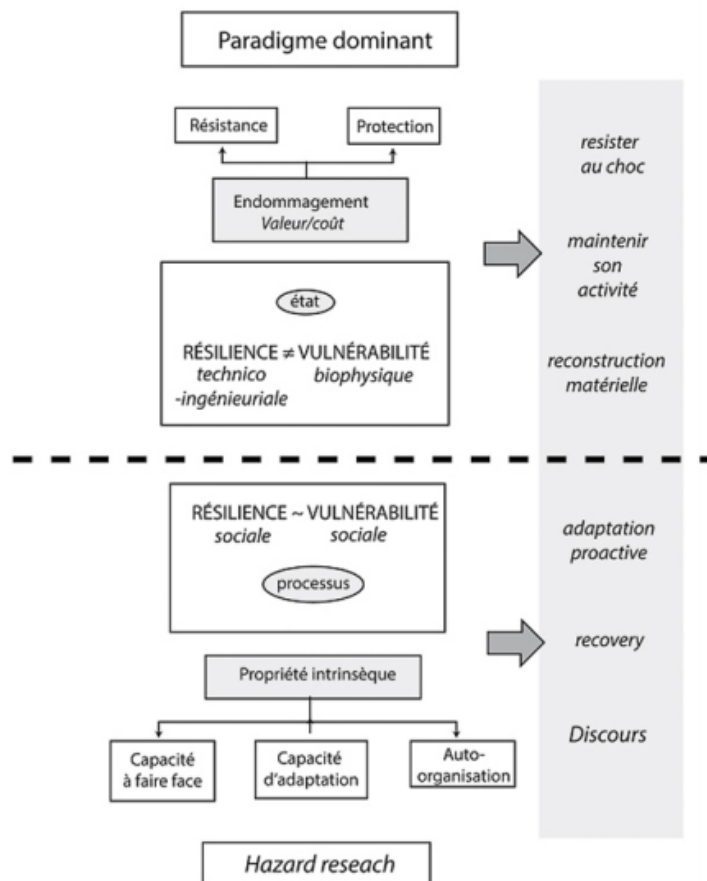 Paradigme dominant
Résistance
Protection
Endommagement
Valeur/coût
état
RÉSILIENCE ≠ VULNÉRABILITÉ
technico
biophysique
-ingénieuriale
resister
au choc
maintenir
son
activité
reconstruction
matérielle
RÉSILIENCE ~ VULNÉRABILITÉ
sociale
sociale
processus
Propriété intrinsèque
Capacité
à faire face
Capacité
d'adaptation
Auto-
organisation
adaptation
proactive
recovery
Discours
Hazard reseach